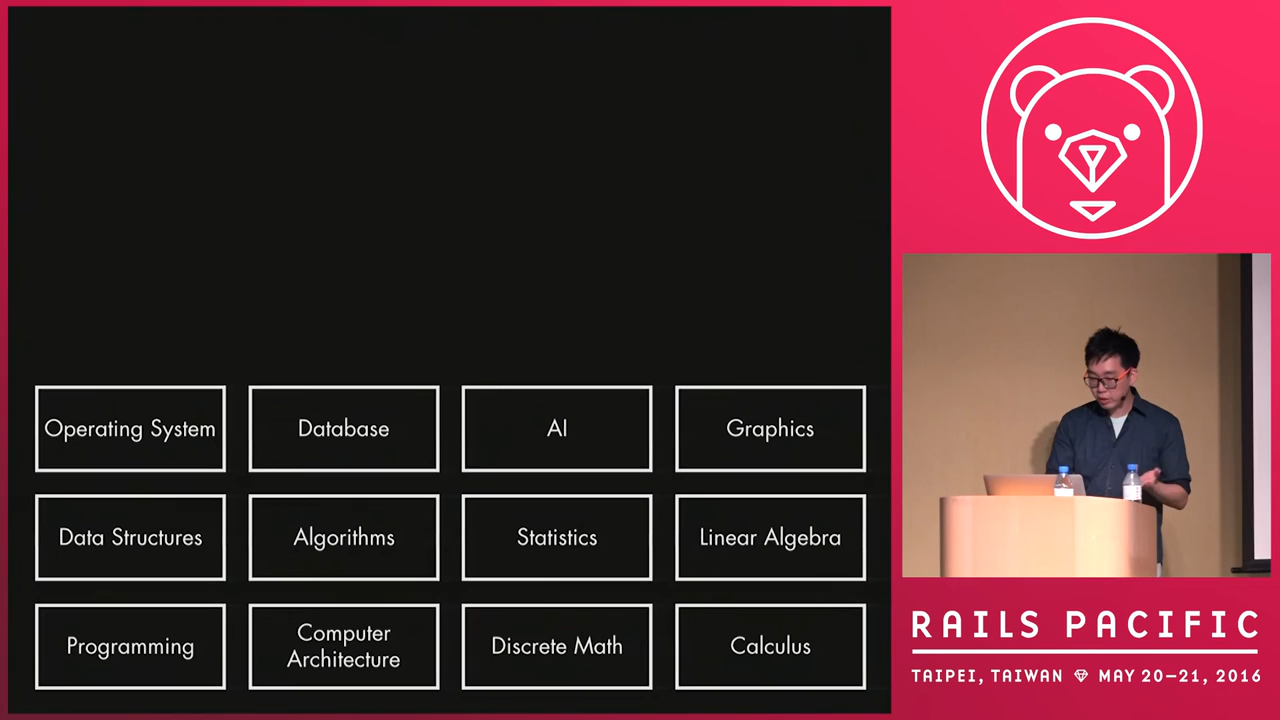 Operating System
Database
AI
Graphics
Data Structures
Algorithms
Statistics
Linear Algebra
Programming
Computer
Architecture
Discrete Math
Calculus
RAILS PACIFIC
TAIPEI, TAIWAN MAY 20–21, 2016